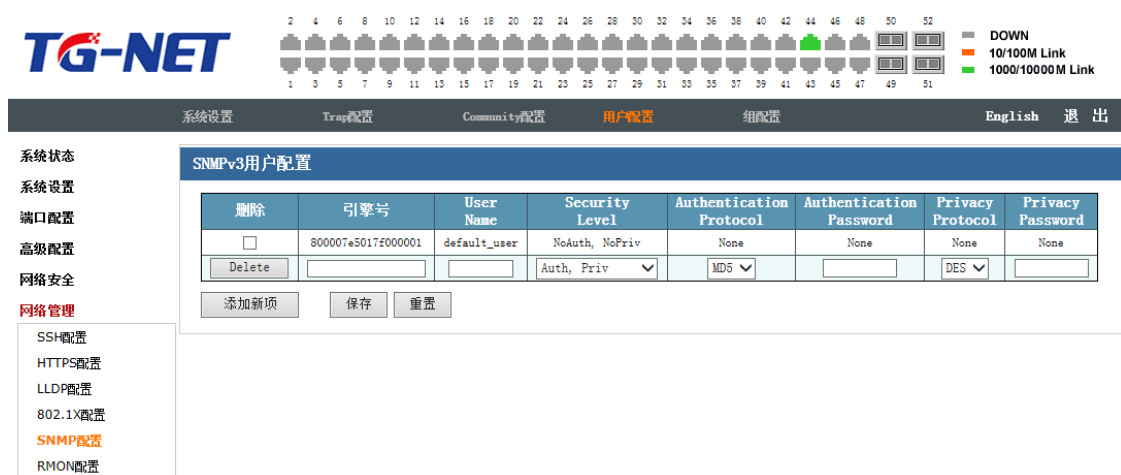 TG-NET
2 4 6 8 10 12 14 16 18 20 22 24 26 28 30 32 34 36 38 40 42 44 46 48 50 52
1 3 5 7 9 11 13 15 17 19 21 23 25 27 29 31 33 35 37 39 41 43 45 47 49 51
DOWN
10/100M Link
1000/10000M Link
系统设置 Trap配置 Community配置 用户配置 组配置 English 退 出
系统状态
系统设置
端口配置
高级配置
网络安全
网络管理
SSH配置
HTTPS配置
LLDP配置
802.1X配置
SNMP配置
RMON配置
SNMPv3用户配置
删除 引擎号 User Name Security Level Authentication Protocol Authentication Password Privacy Protocol Privacy Password
800007e5017f000001 default_user NoAuth, NoPriv None None None None
Delete Auth, Priv MD5 DES
添加新项 保存 重置